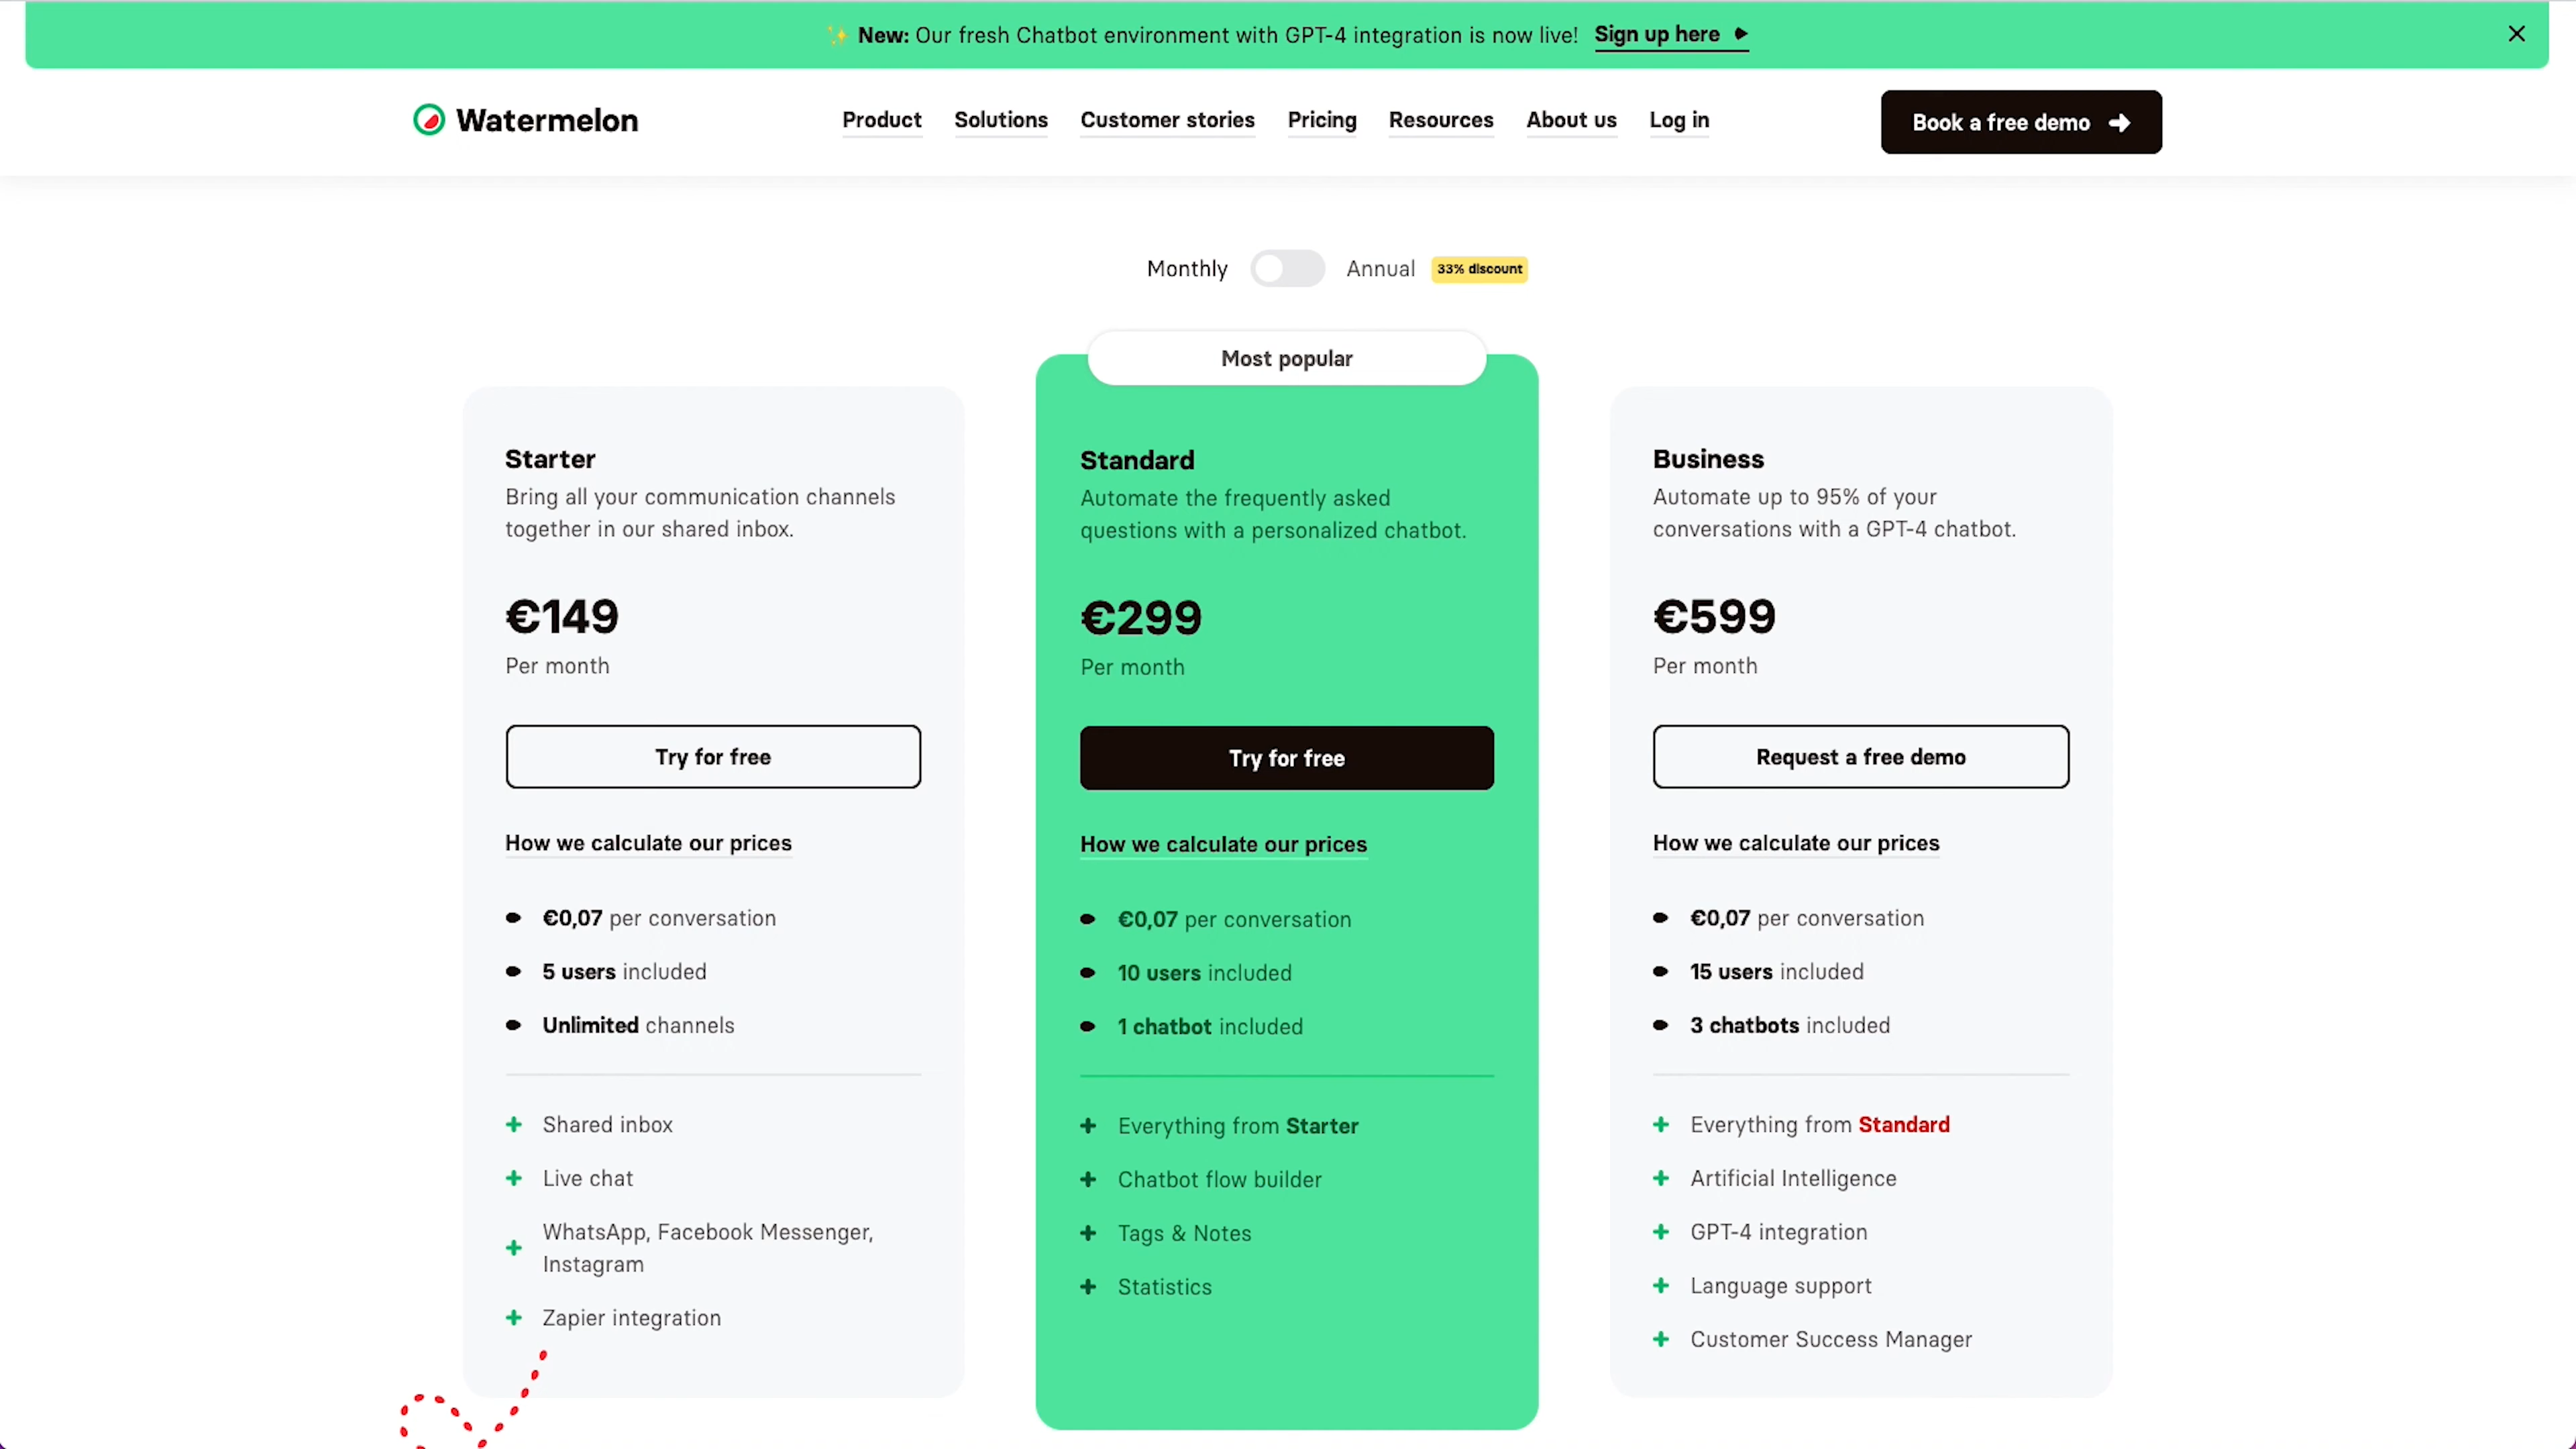 ✨ New: Our fresh Chatbot environment with GPT-4 integration is now live! Sign up here
Watermelon
Product Solutions Customer stories Pricing Resources About us Log in
Book a free demo
Monthly Annual 33% discount
Most popular
Starter
Bring all your communication channels
together in our shared inbox.
€149
Per month
Try for free
How we calculate our prices
€0,07 per conversation
5 users included
Unlimited channels
Shared inbox
Live chat
WhatsApp, Facebook Messenger,
Instagram
Zapier integration
Standard
Automate the frequently asked
questions with a personalized chatbot.
€299
Per month
Try for free
How we calculate our prices
€0,07 per conversation
10 users included
1 chatbot included
Everything from Starter
Chatbot flow builder
Tags & Notes
Statistics
Business
Automate up to 95% of your
conversations with a GPT-4 chatbot.
€599
Per month
Request a free demo
How we calculate our prices
€0,07 per conversation
15 users included
3 chatbots included
Everything from Standard
Artificial Intelligence
GPT-4 integration
Language support
Customer Success Manager